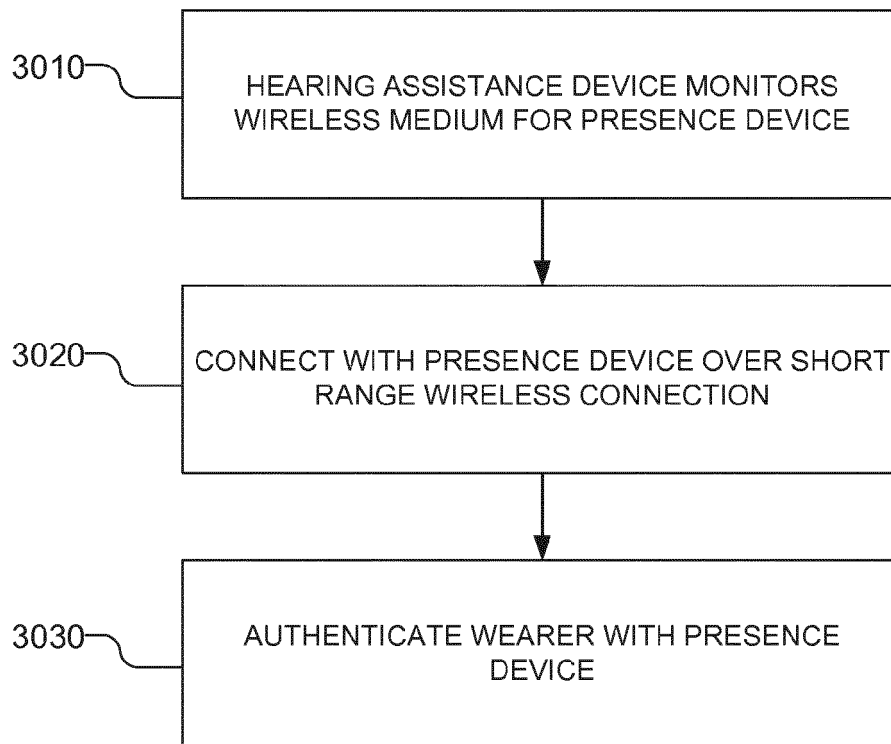 3010
HEARING ASSISTANCE DEVICE MONITORS
WIRELESS MEDIUM FOR PRESENCE DEVICE
3020
CONNECT WITH PRESENCE DEVICE OVER SHORT
RANGE WIRELESS CONNECTION
3030
AUTHENTICATE WEARER WITH PRESENCE
DEVICE